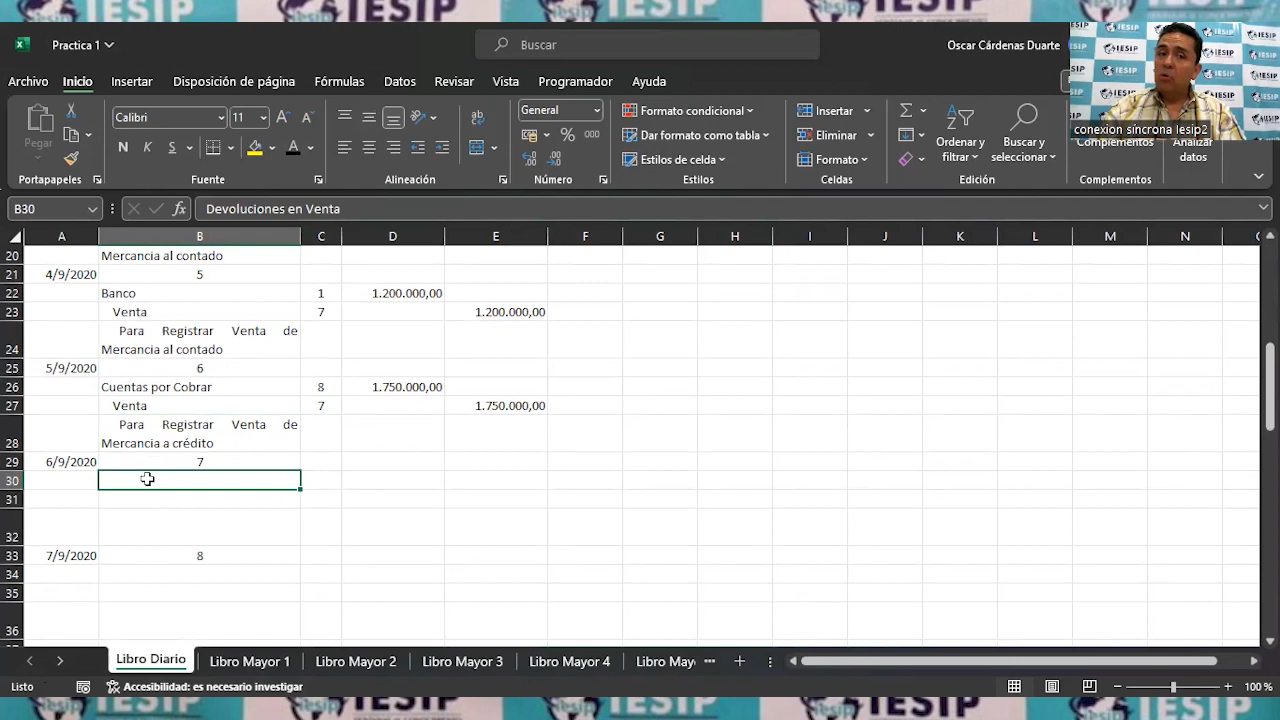 IESIP
Practica 1
Buscar
Oscar Cárdenas Duarte
conexion síncrona Iesip2
Archivo Inicio Insertar Disposición de página Fórmulas Datos Revisar Vista Programador Ayuda
Pegar
Portapapeles
Calibri 11
N K S
Fuente
Alineación
General
% 000
Número
Formato condicional
Dar formato como tabla
Estilos de celda
Estilos
Insertar
Eliminar
Formato
Celdas
Ordenar y filtrar
Buscar y seleccionar
Edición
Complementos
Complementos
Analizar datos
B30 fx Devoluciones en Venta
A B C D E F G H I J K L M N
20 Mercancia al contado
21 4/9/2020 5
22 Banco 1 1.200.000,00
23 Venta 7 1.200.000,00
Para Registrar Venta de
24 Mercancia al contado
25 5/9/2020 6
26 Cuentas por Cobrar 8 1.750.000,00
27 Venta 7 1.750.000,00
Para Registrar Venta de
28 Mercancia a crédito
29 6/9/2020 7
30
31
32
33 7/9/2020 8
34
35
36
Libro Diario Libro Mayor 1 Libro Mayor 2 Libro Mayor 3 Libro Mayor 4 Libro May ...
Listo Accesibilidad: es necesario investigar 100 %